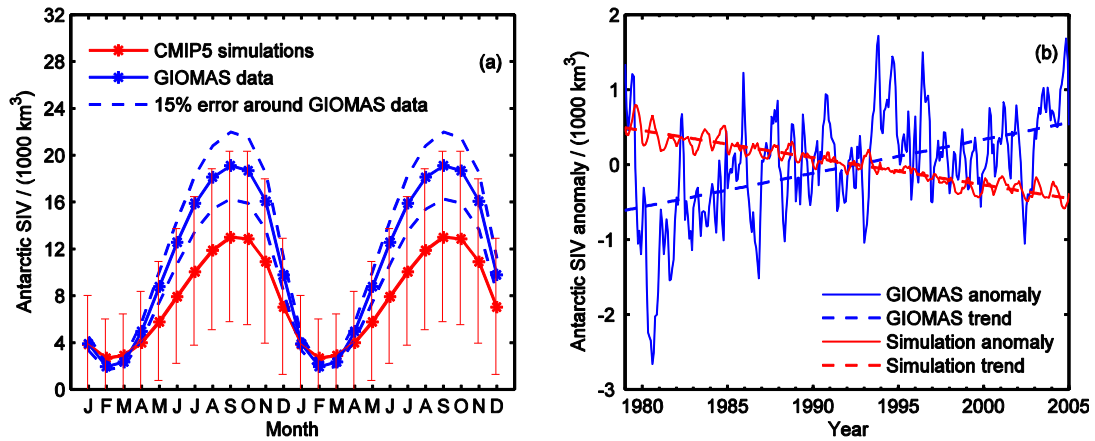 32
28
24
20
16
12
8
4
0
Antarctic SIV / (1000 km³)
CMIP5 simulations
GIOMAS data
15% error around GIOMAS data
(a)
J F M A M J J A S O N D J F M A M J J A S O N D
Month
2
1
0
-1
-2
-3
Antarctic SIV anomaly / (1000 km³)
(b)
GIOMAS anomaly
GIOMAS trend
Simulation anomaly
Simulation trend
1980 1985 1990 1995 2000 2005
Year